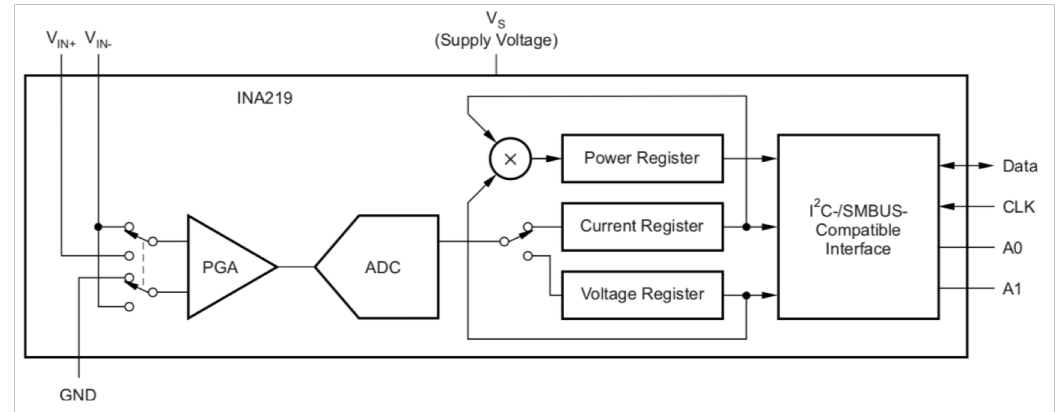 V_S
(Supply Voltage)
V_IN+ V_IN-
INA219
×
Power Register
Current Register
Voltage Register
PGA
ADC
I²C-/SMBUS-
Compatible
Interface
Data
CLK
A0
A1
GND